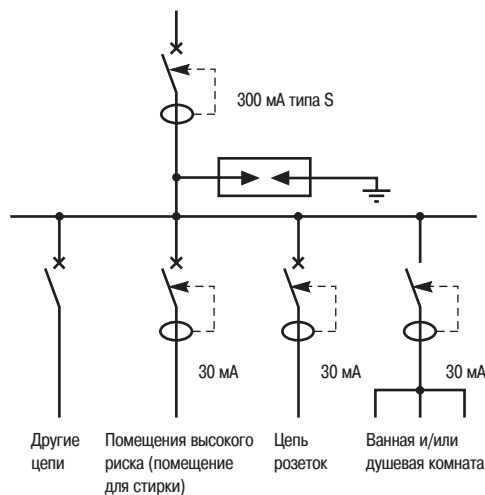 300 мА типа S
30 мА
30 мА
30 мА
Другие
цепи
Помещения высокого
риска (помещение
для стирки)
Цепь
розеток
Ванная и/или
душевая комната